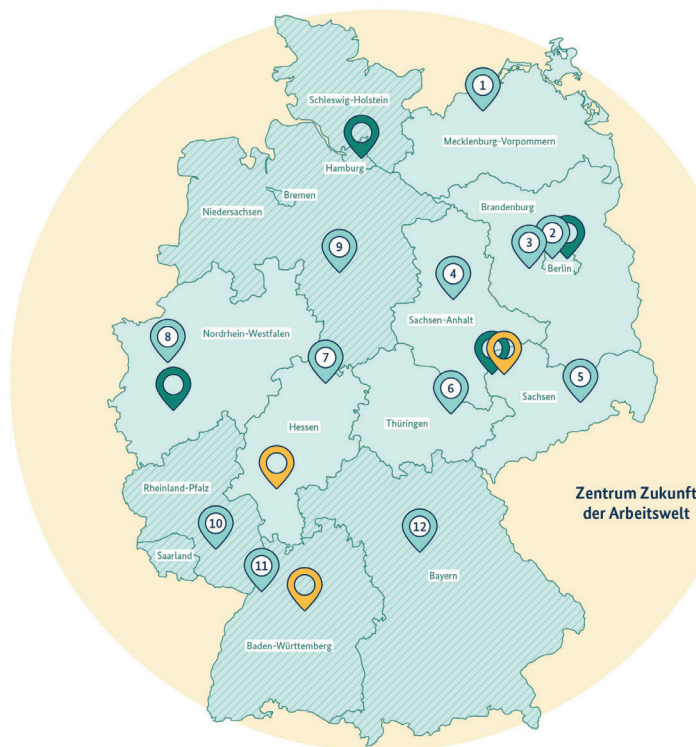 1
Schleswig-Holstein
Mecklenburg-Vorpommern
Hamburg
Bremen
Brandenburg
Niedersachsen
2
3
9
Berlin
4
Sachsen-Anhalt
8
Nordrhein-Westfalen
7
5
6
Sachsen
Hessen
Thüringen
Rheinland-Pfalz
Zentrum Zukunft
der Arbeitswelt
10
12
Saarland
11
Bayern
Baden-Württemberg